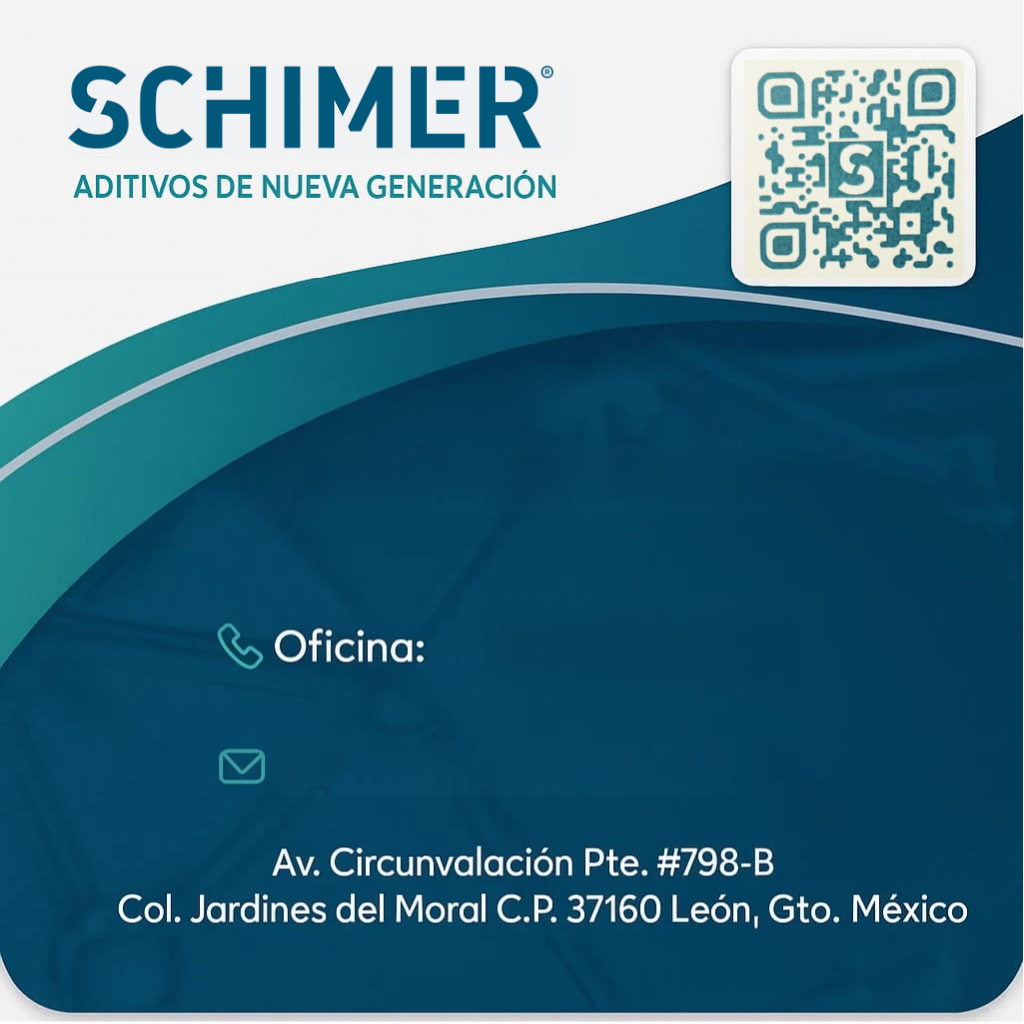 SCHIMER®
ADITIVOS DE NUEVA GENERACIÓN
S
Oficina:
Av. Circunvalación Pte. #798-B
Col. Jardines del Moral C.P. 37160 León, Gto. México